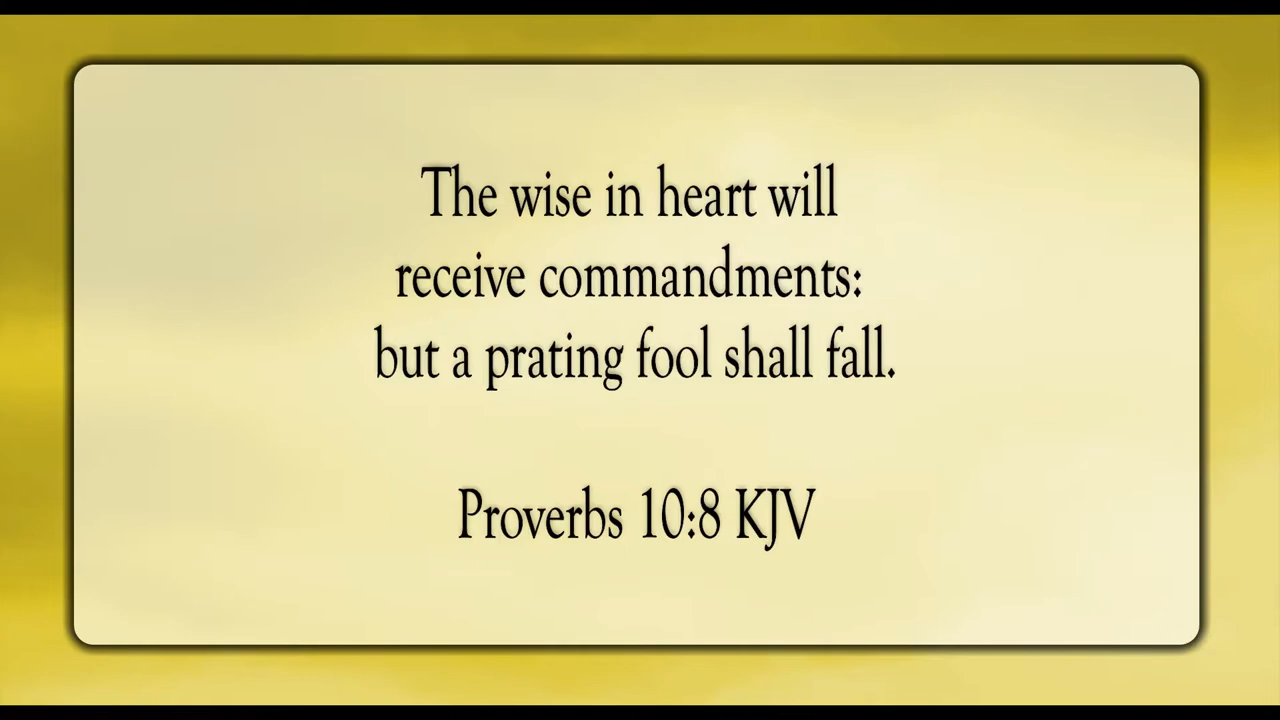 The wise in heart will
receive commandments:
but a prating fool shall fall.
Proverbs 10:8 KJV